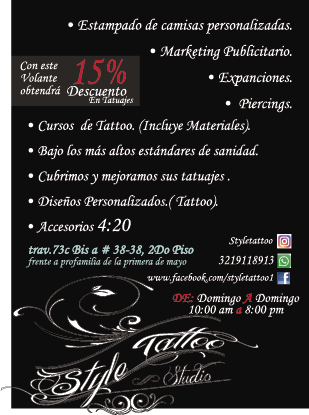 • Estampado de camisas personalizadas.
• Marketing Publicitario.
Con este
Volante
obtendrá
15%
Descuento
En Tatuajes
• Expanciones.
• Piercings.
• Cursos de Tattoo. (Incluye Materiales).
• Bajo los más altos estándares de sanidad.
• Cubrimos y mejoramos sus tatuajes .
• Diseños Personalizados.( Tattoo).
• Accesorios 4:20
trav.73c Bis a # 38-38, 2Do Piso
frente a profamilia de la primera de mayo
Styletattoo
3219118913
www.facebook.com/styletattoo1
DE: Domingo A Domingo
10:00 am a 8:00 pm
Style Tattoo
Studio